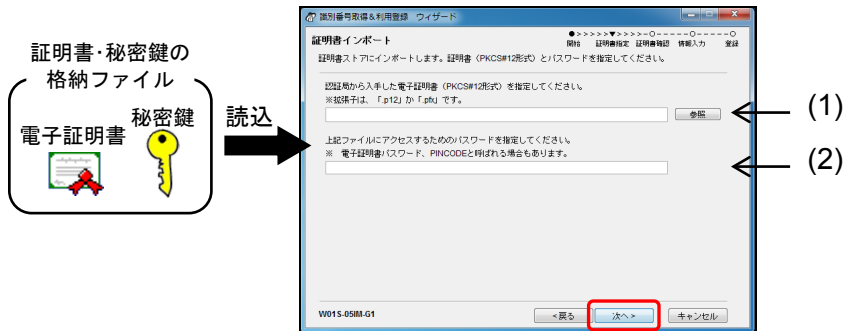 証明書･秘密鍵の
格納ファイル
電子証明書
秘密鍵
読込
識別番号取得＆利用登録 ウィザード
証明書インポート
●>>>>>▼>>>>>-○-----○-----○
開始 証明書指定 証明書確認 情報入力 登録
証明書ストアにインポートします。証明書（PKCS#12形式）とパスワードを指定してください。
認証局から入手した電子証明書（PKCS#12形式）を指定してください。
※拡張子は、「.p12」か「.pfx」です。
参照
(1)
上記ファイルにアクセスするためのパスワードを指定してください。
※ 電子証明書パスワード、PINCODEと呼ばれる場合もあります。
(2)
W01S-05IM-G1
<戻る
次へ>
キャンセル